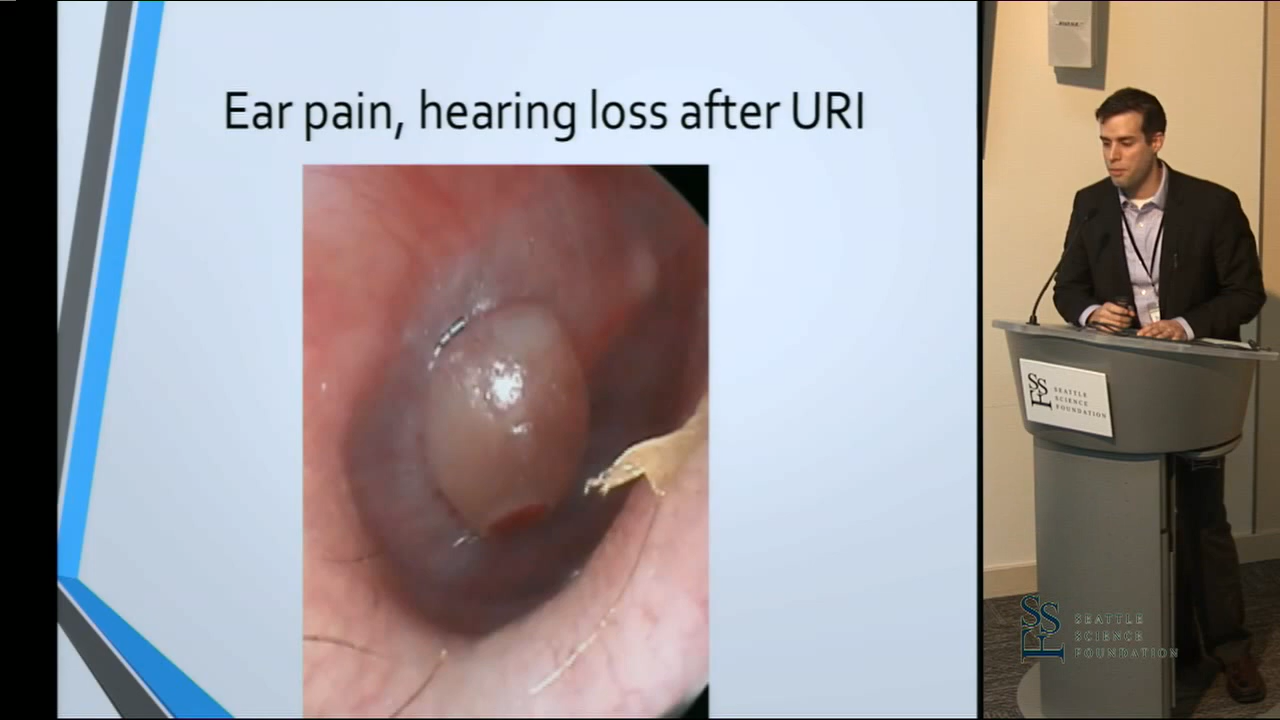 Ear pain, hearing loss after URI
SSF
SEATTLE
SCIENCE
FOUNDATION
SSF
SEATTLE
SCIENCE
FOUNDATION